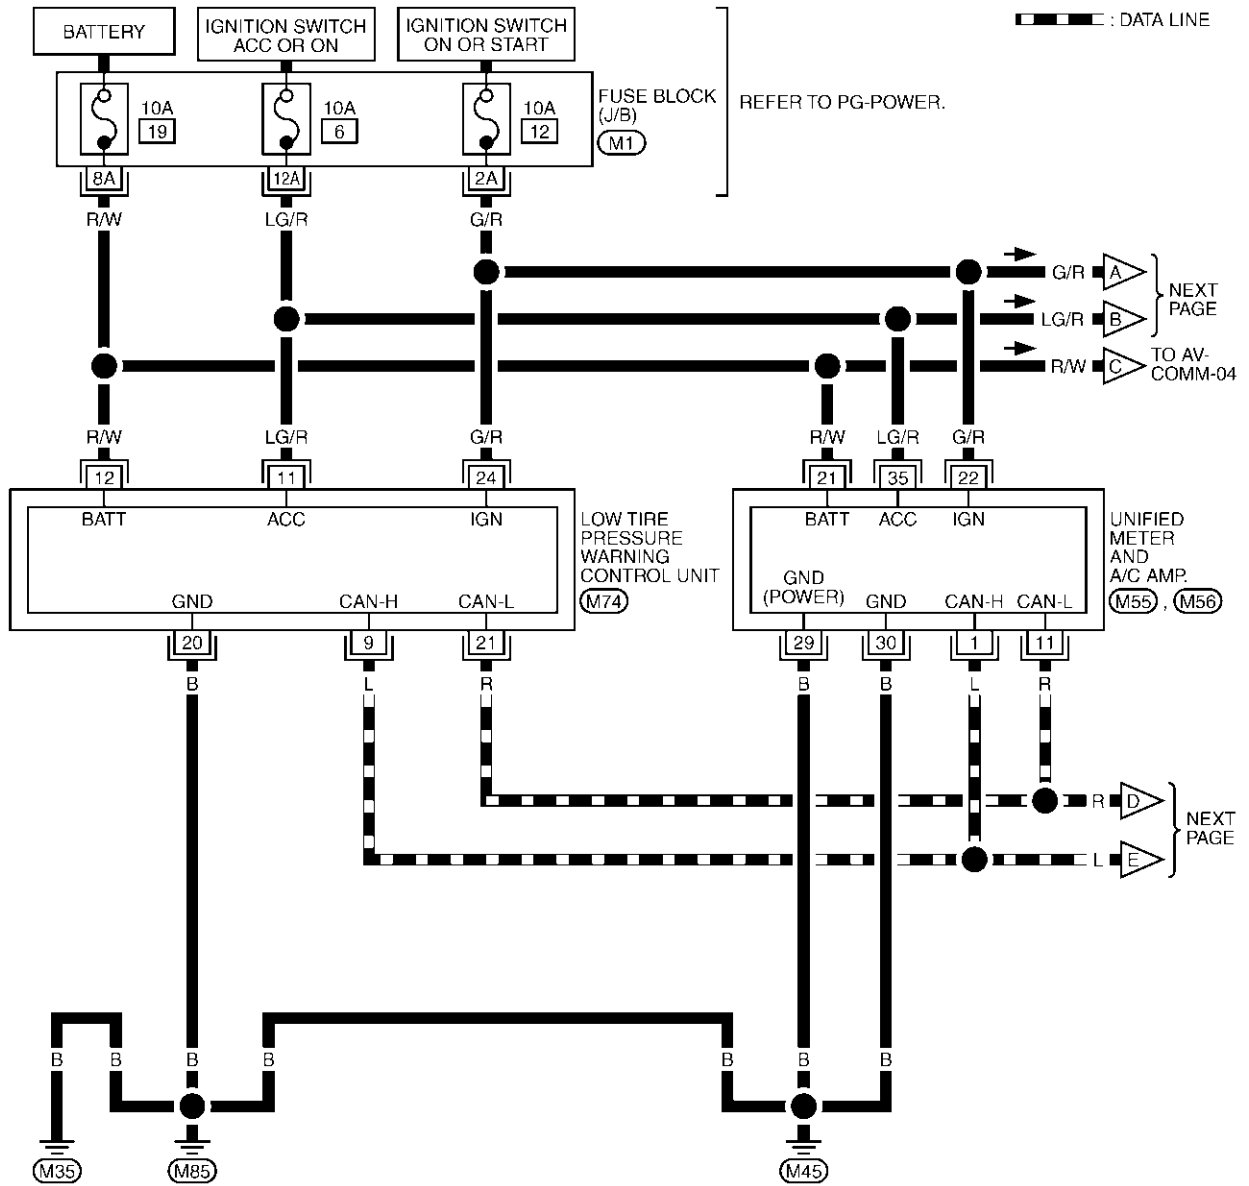 BATTERY
IGNITION SWITCH
ACC OR ON
IGNITION SWITCH
ON OR START
: DATA LINE
10A
19
10A
6
10A
12
FUSE BLOCK
(J/B)
M1
REFER TO PG-POWER.
8A
12A
2A
R/W
LG/R
G/R
G/R
A
LG/R
B
NEXT
PAGE
R/W
C
TO AV-
COMM-04
R/W
LG/R
G/R
R/W
LG/R
G/R
12
11
24
21
35
22
BATT
ACC
IGN
LOW TIRE
PRESSURE
WARNING
CONTROL UNIT
M74
BATT
ACC
IGN
UNIFIED
METER
AND
A/C AMP.
M55 , M56
GND
CAN-H
CAN-L
GND
(POWER)
GND
CAN-H
CAN-L
20
9
21
29
30
1
11
B
L
R
B
B
L
R
R
D
L
E
NEXT
PAGE
B
B
B
B
B
B
B
M35
M85
M45